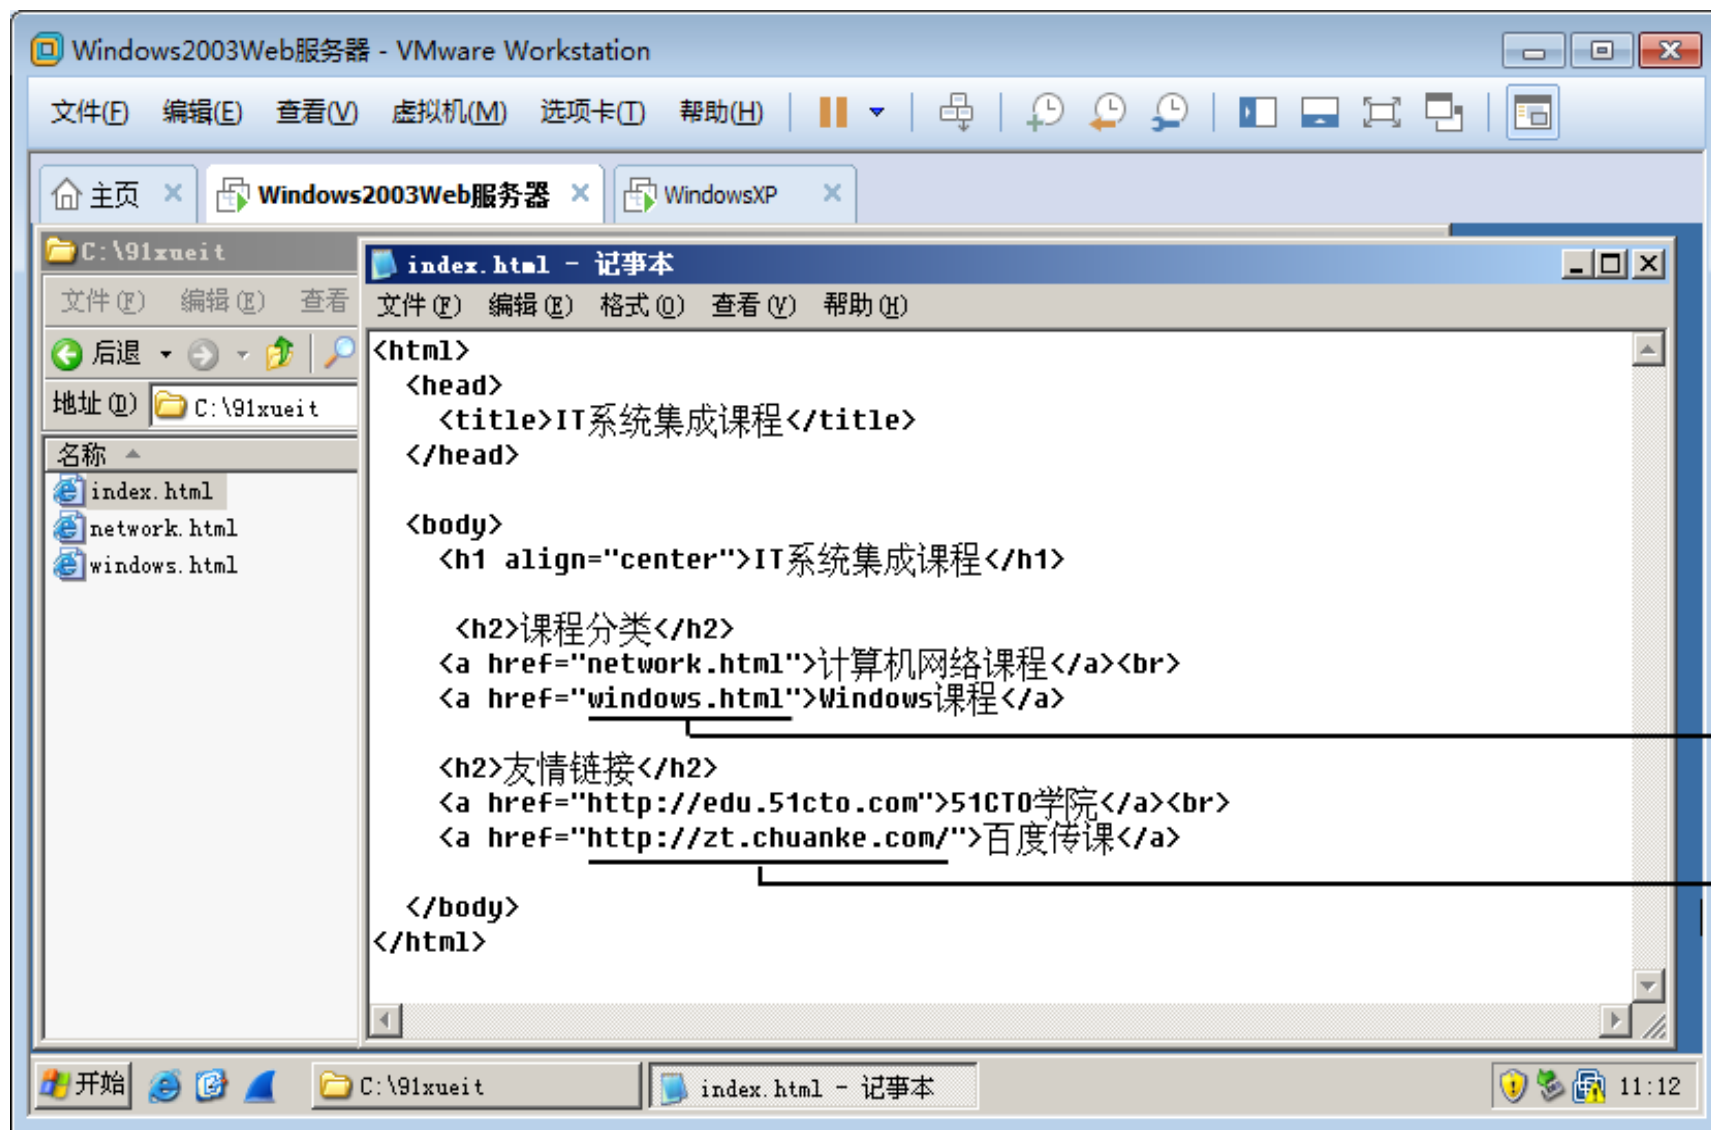 Windows2003Web服务器 - VMware Workstation
文件(F) 编辑(E) 查看(V) 虚拟机(M) 选项卡(T) 帮助(H)
主页 Windows2003Web服务器 WindowsXP
C:\91xueit
文件(F) 编辑(E) 查看
后退
地址(D) C:\91xueit
名称
index.html
network.html
windows.html
index.html - 记事本
文件(F) 编辑(E) 格式(O) 查看(V) 帮助(H)
<html>
<head>
<title>IT系统集成课程</title>
</head>
<body>
<h1 align="center">IT系统集成课程</h1>
<h2>课程分类</h2>
<a href="network.html">计算机网络课程</a><br>
<a href="windows.html">Windows课程</a>
<h2>友情链接</h2>
<a href="http://edu.51cto.com">51CTO学院</a><br>
<a href="http://zt.chuanke.com/">百度传课</a>
</body>
</html>
开始 C:\91xueit index.html - 记事本 11:12